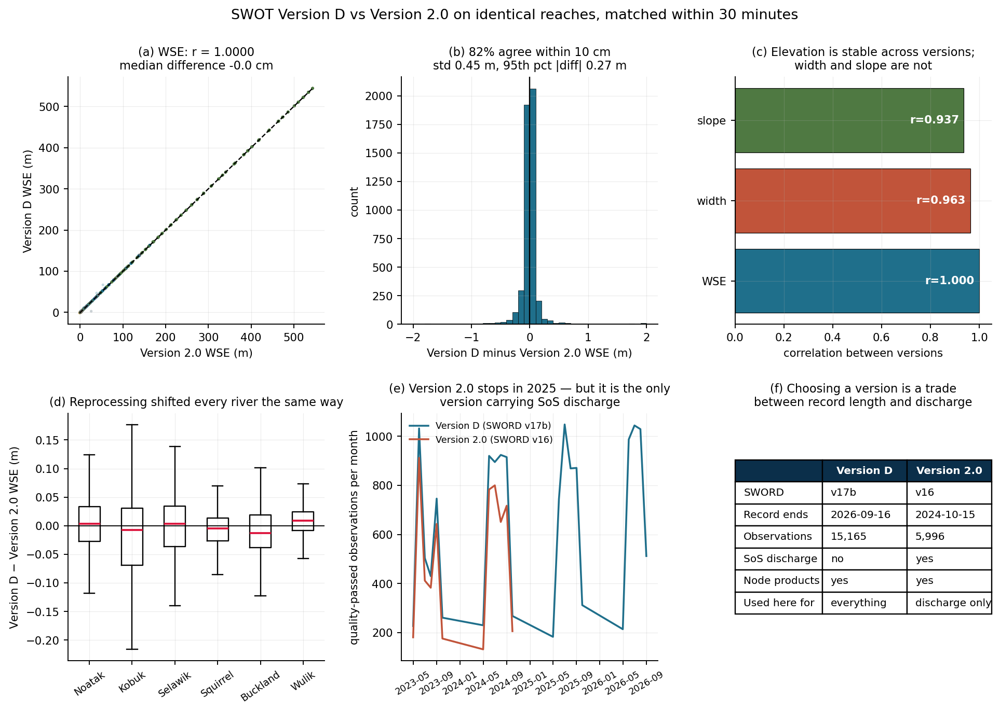 SWOT Version D vs Version 2.0 on identical reaches, matched within 30 minutes
(a) WSE: r = 1.0000
median difference -0.0 cm
Version D WSE (m)
500
400
300
200
100
0
0 100 200 300 400 500
Version 2.0 WSE (m)
(b) 82% agree within 10 cm
std 0.45 m, 95th pct |diff| 0.27 m
count
2000
1750
1500
1250
1000
750
500
250
0
−2 −1 0 1 2
Version D minus Version 2.0 WSE (m)
(c) Elevation is stable across versions;
width and slope are not
slope
r=0.937
width
r=0.963
WSE
r=1.000
0.0 0.2 0.4 0.6 0.8 1.0
correlation between versions
(d) Reprocessing shifted every river the same way
Version D − Version 2.0 WSE (m)
0.15
0.10
0.05
0.00
−0.05
−0.10
−0.15
−0.20
Noatak Kobuk Selawik Squirrel Buckland Wulik
(e) Version 2.0 stops in 2025 — but it is the only
version carrying SoS discharge
quality-passed observations per month
Version D (SWORD v17b)
Version 2.0 (SWORD v16)
1000
800
600
400
200
2023-05 2023-09 2024-01 2024-05 2024-09 2025-01 2025-05 2025-09 2026-01 2026-05 2026-09
(f) Choosing a version is a trade
between record length and discharge
Version D Version 2.0
SWORD v17b v16
Record ends 2026-09-16 2024-10-15
Observations 15,165 5,996
SoS discharge no yes
Node products yes yes
Used here for everything discharge only